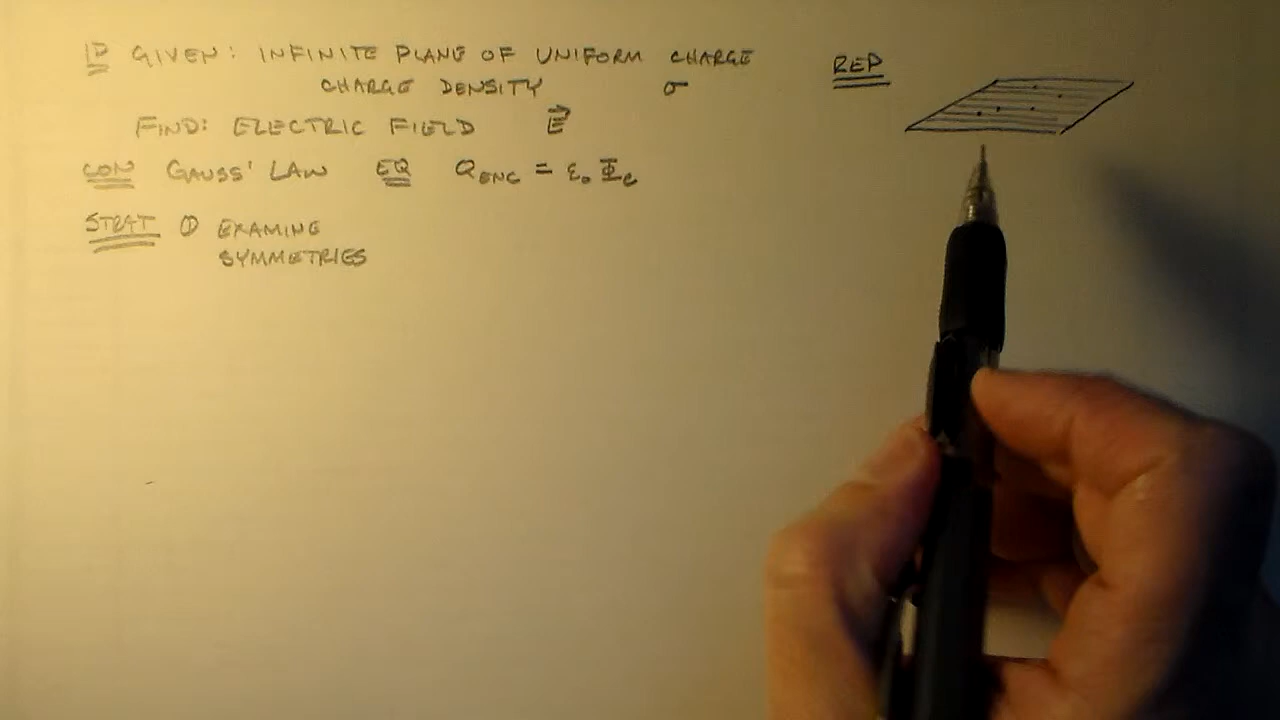 ID GIVEN: INFINITE PLANE OF UNIFORM CHARGE
CHARGE DENSITY σ
FIND: ELECTRIC FIELD E⃗
CON GAUSS' LAW EQ Q_ENC = ε₀ Φ_e
STRAT ① EXAMINE
SYMMETRIES
REP